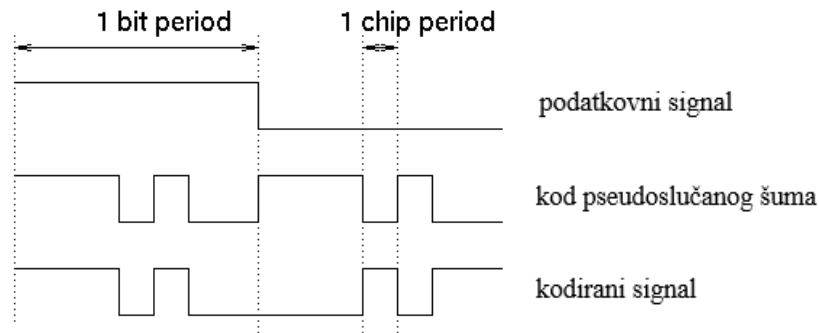 1 bit period
1 chip period
podatkovni signal
kod pseudoslučanog šuma
kodirani signal